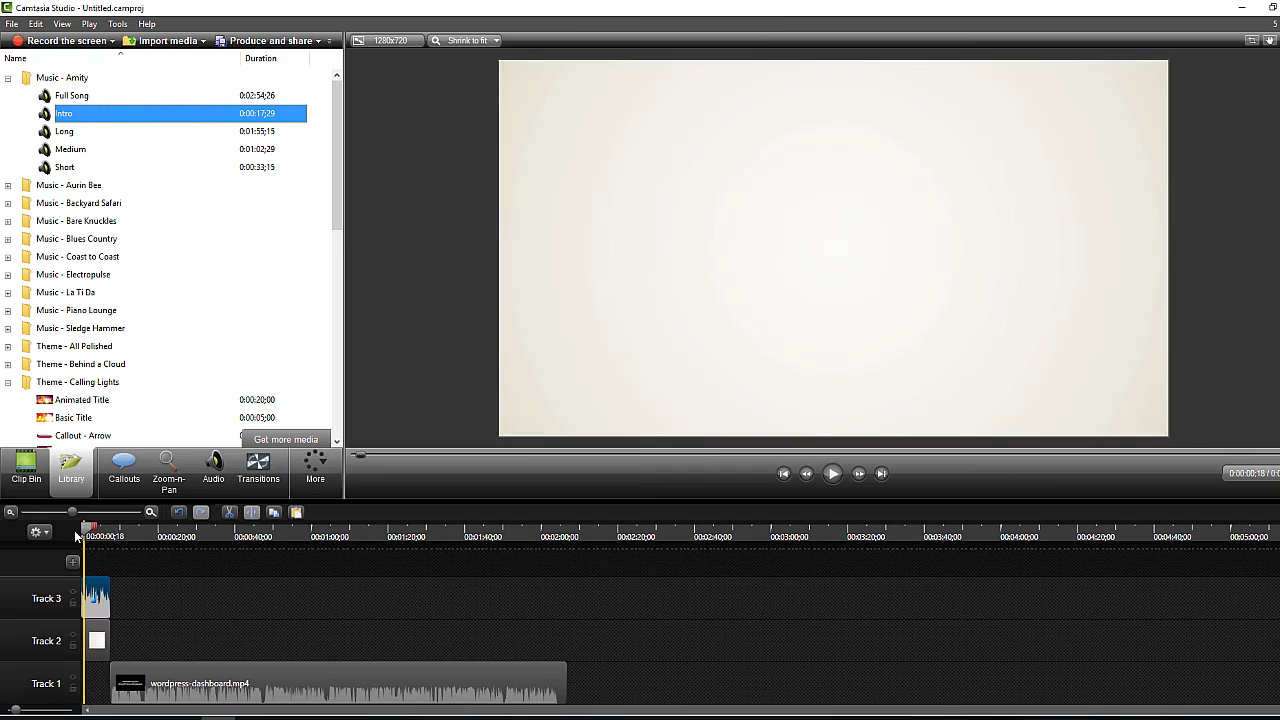 Camtasia Studio - Untitled.camproj
File Edit View Play Tools Help
Record the screen Import media Produce and share 1280x720 Shrink to fit
Name Duration
Music - Amity
Full Song 0:02:54;26
Intro 0:00:17;29
Long 0:01:55;15
Medium 0:01:02;29
Short 0:00:33;15
Music - Aurin Bee
Music - Backyard Safari
Music - Bare Knuckles
Music - Blues Country
Music - Coast to Coast
Music - Electropulse
Music - La Ti Da
Music - Piano Lounge
Music - Sledge Hammer
Theme - All Polished
Theme - Behind a Cloud
Theme - Calling Lights
Animated Title 0:00:20;00
Basic Title 0:00:05;00
Callout - Arrow
Get more media
Clip Bin Library Callouts Zoom-n-Pan Audio Transitions More
0:00:00;18 / 0:0
00:00:00;18 00:00:20;00 00:00:40;00 00:01:00;00 00:01:20;00 00:01:40;00 00:02:00;00 00:02:20;00 00:02:40;00 00:03:00;00 00:03:20;00 00:03:40;00 00:04:00;00 00:04:20;00 00:04:40;00 00:05:00;00
Track 3
Track 2
Track 1 wordpress-dashboard.mp4